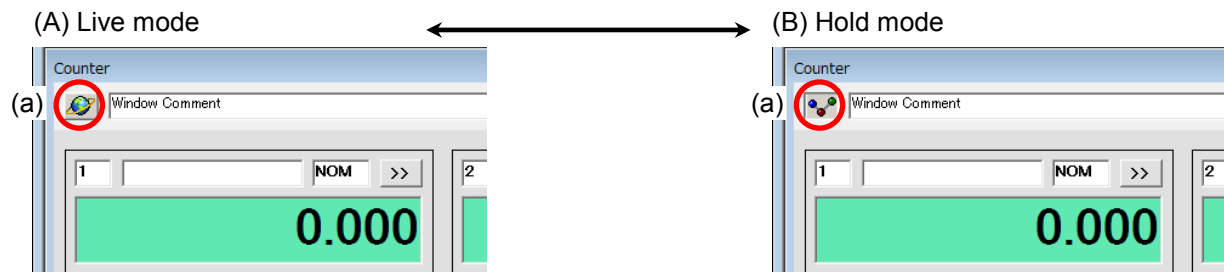 (A) Live mode
(B) Hold mode
Counter
Counter
(a)
Window Comment
(a)
Window Comment
1
NOM
>>
2
1
NOM
>>
2
0.000
0.000